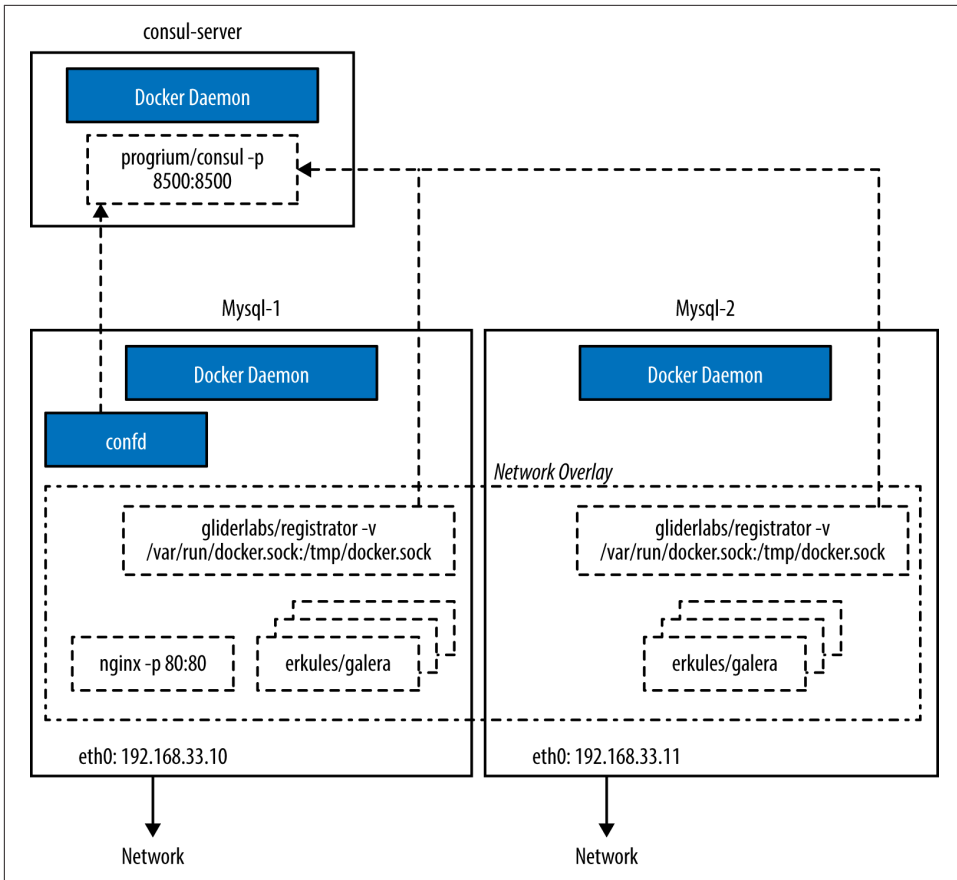 consul-server
Docker Daemon
progrium/consul -p
8500:8500
Mysql-1
Mysql-2
Docker Daemon
Docker Daemon
confd
Network Overlay
gliderlabs/registrator -v
/var/run/docker.sock:/tmp/docker.sock
gliderlabs/registrator -v
/var/run/docker.sock:/tmp/docker.sock
nginx -p 80:80
erkules/galera
erkules/galera
eth0: 192.168.33.10
eth0: 192.168.33.11
Network
Network